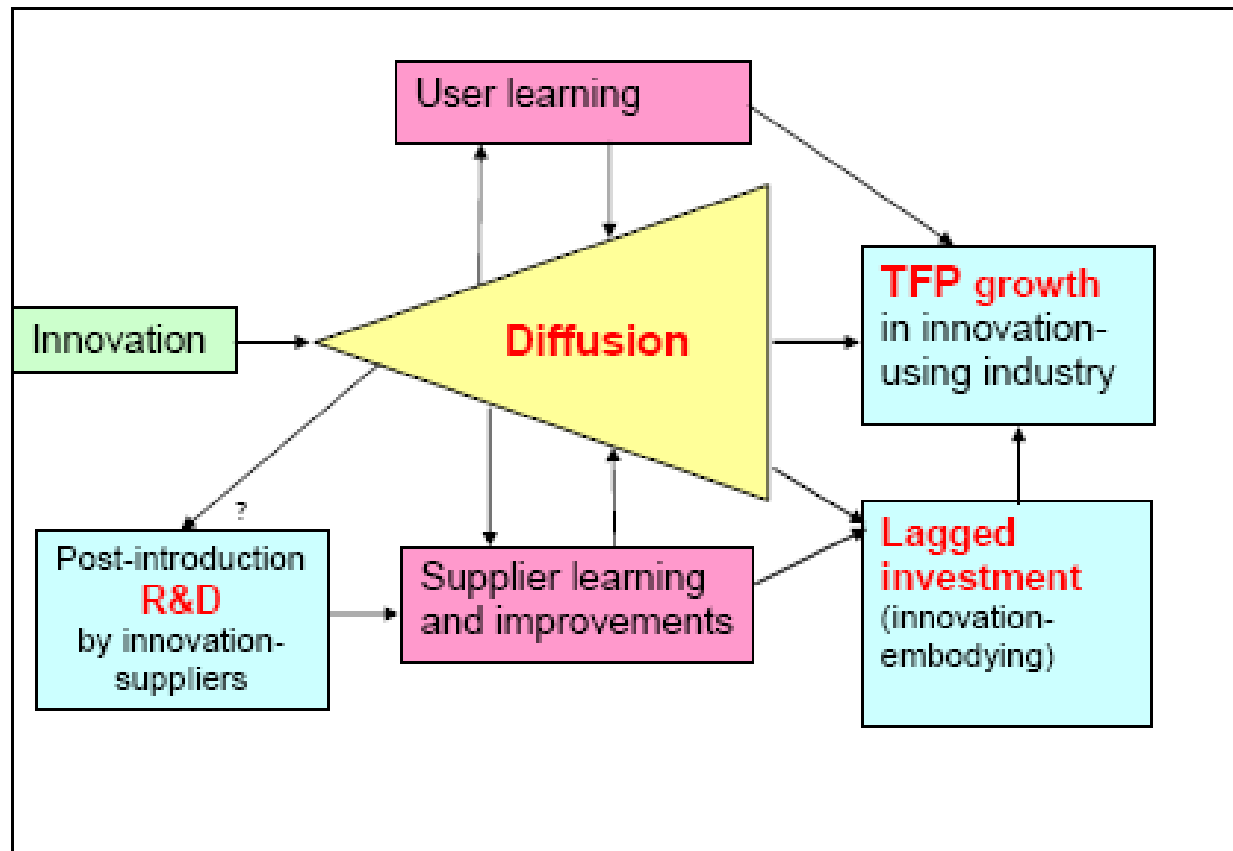 User learning
TFP growth
in innovation-
using industry
Innovation
Diffusion
?
Post-introduction
R&D
by innovation-
suppliers
Supplier learning
and improvements
Lagged
investment
(innovation-
embodying)